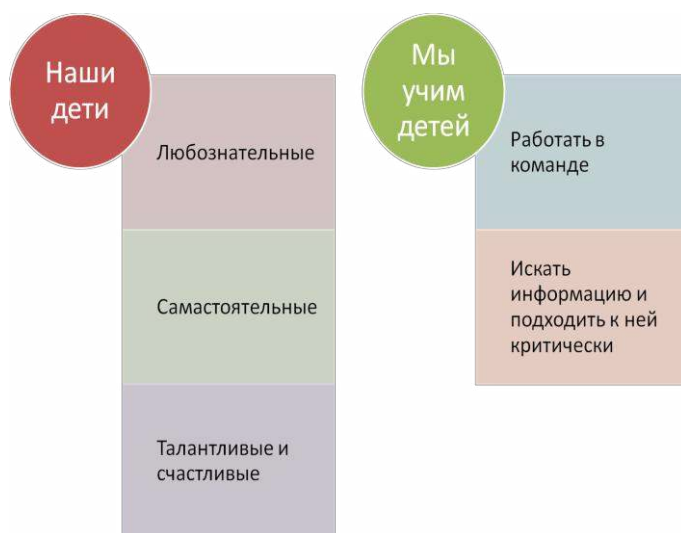 Наши
дети
Любознательные
Самастоятельные
Талантливые и
счастливые
Мы
учим
детей
Работать в
команде
Искать
информацию и
подходить к ней
критически